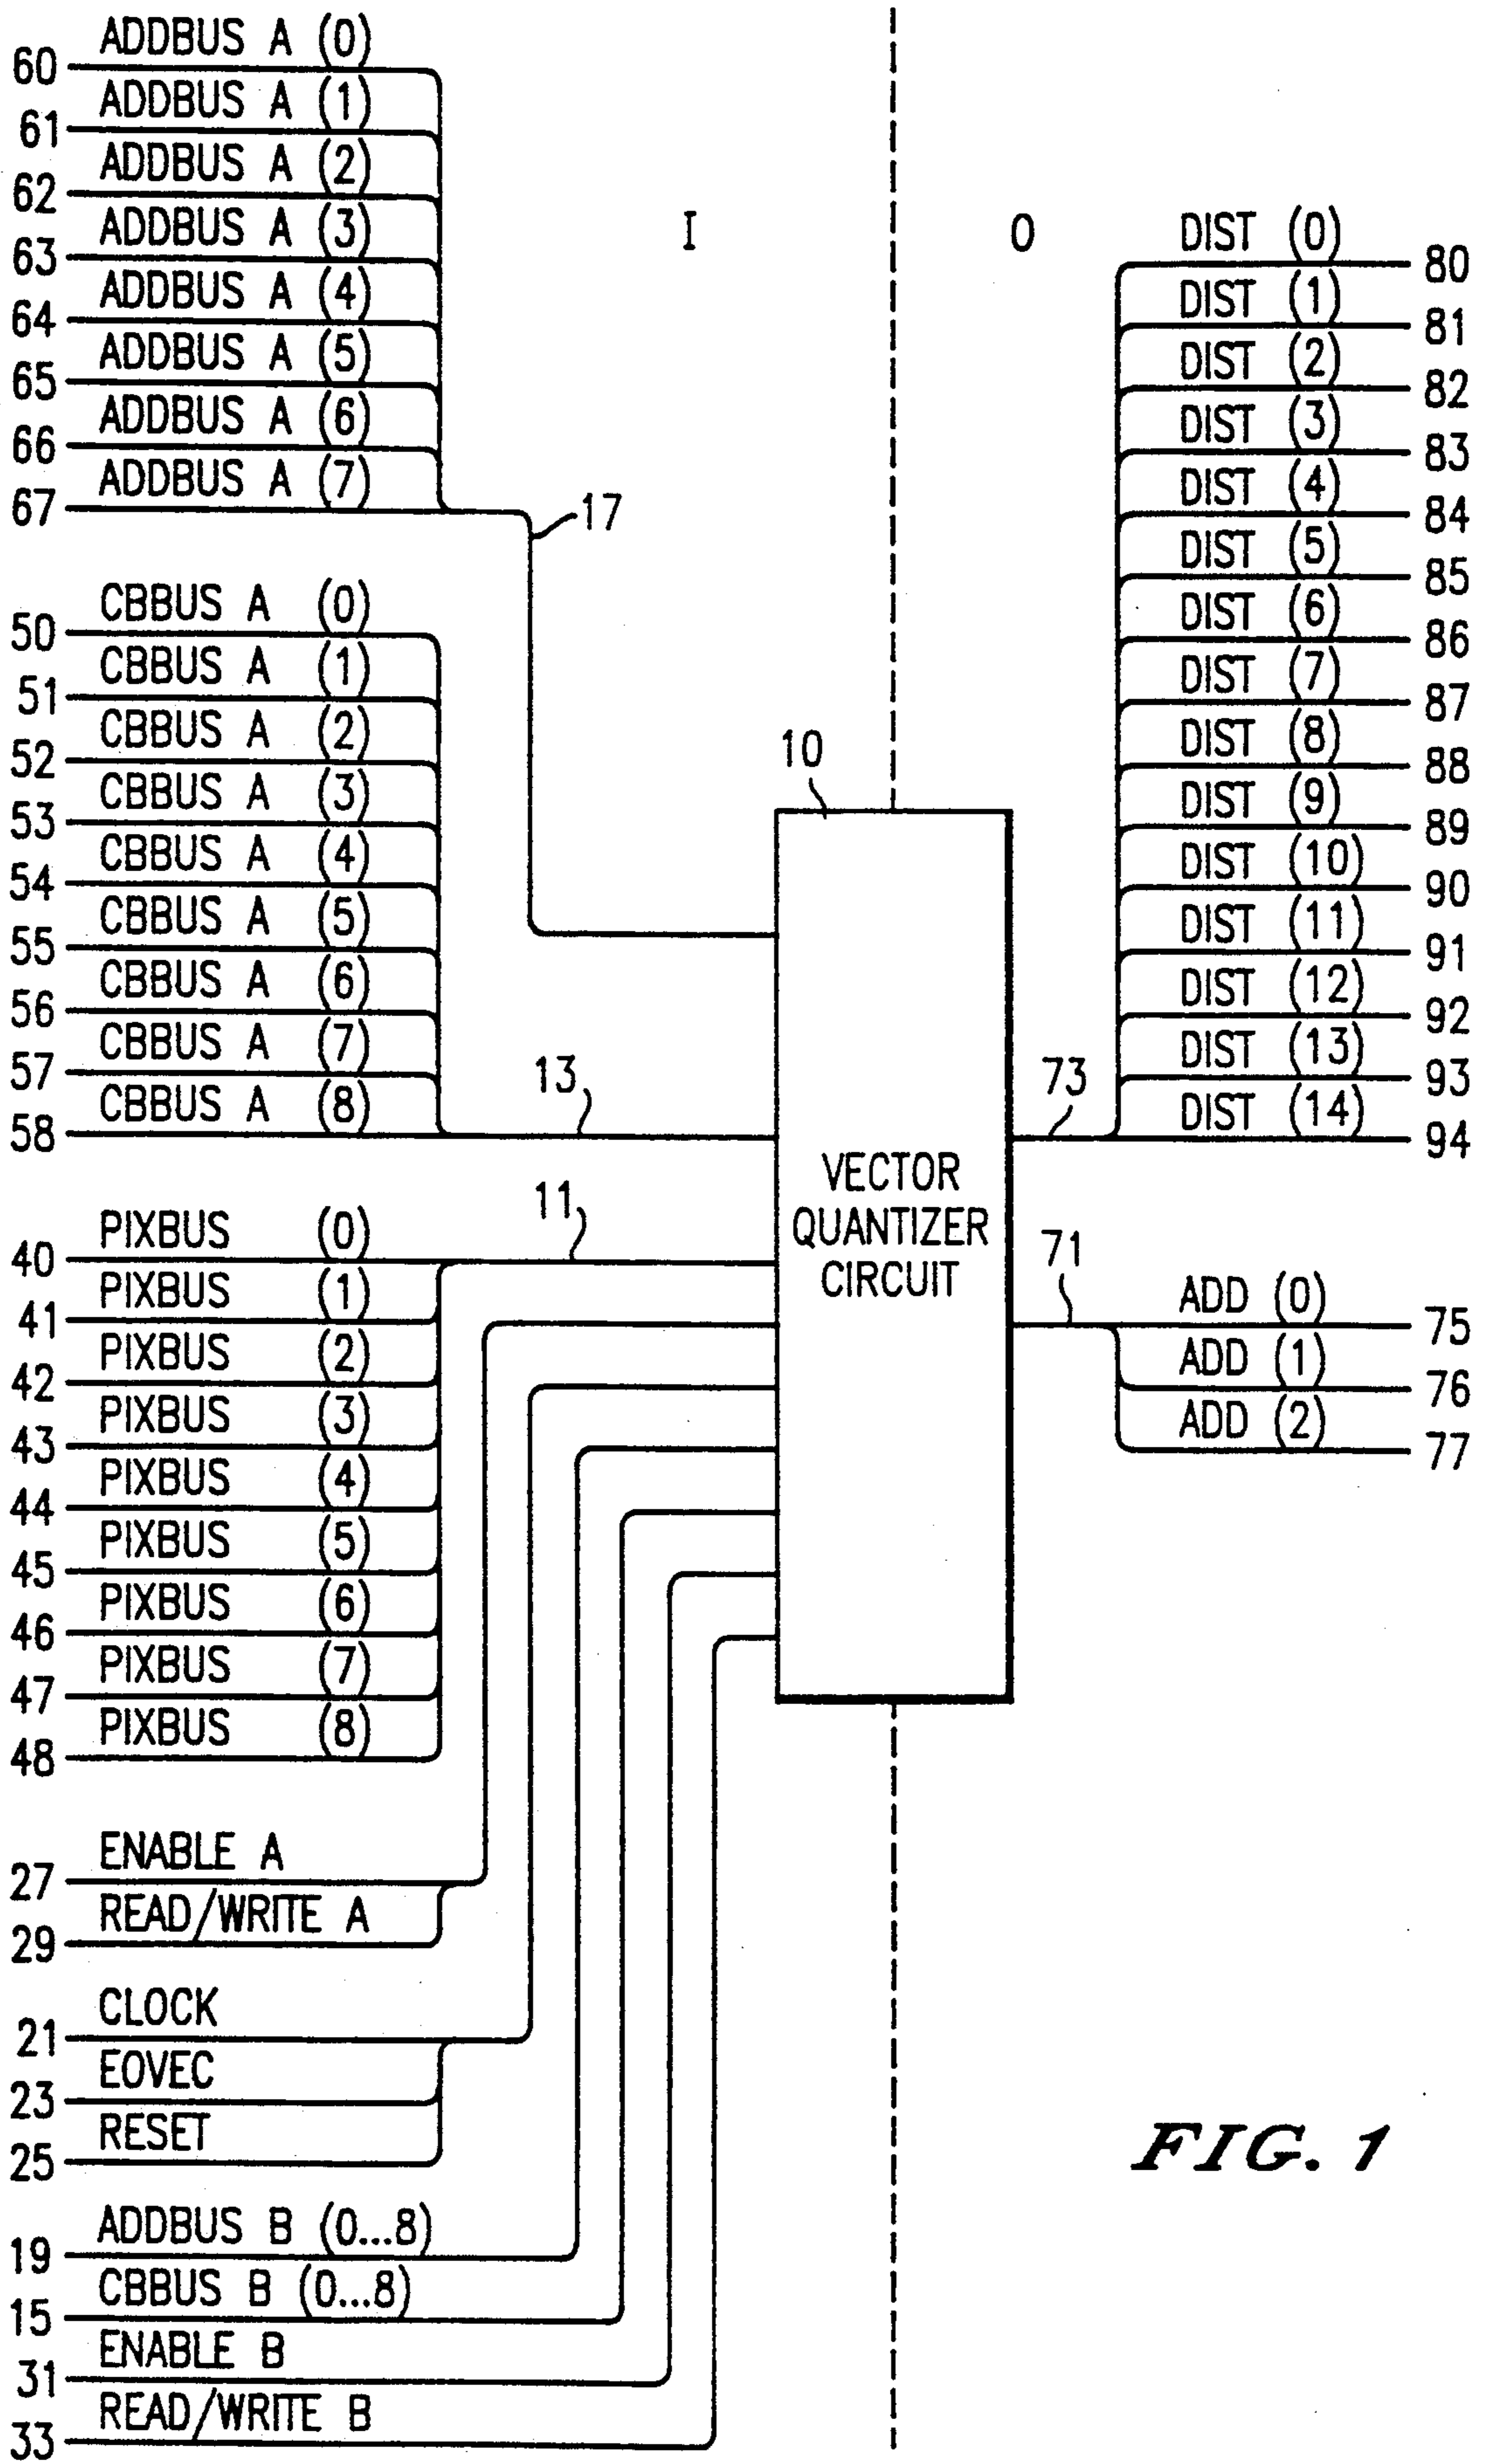 60 ADDBUS A (0)
61 ADDBUS A (1)
62 ADDBUS A (2)
63 ADDBUS A (3)
64 ADDBUS A (4)
65 ADDBUS A (5)
66 ADDBUS A (6)
67 ADDBUS A (7)
17
50 CBBUS A (0)
51 CBBUS A (1)
52 CBBUS A (2)
53 CBBUS A (3)
54 CBBUS A (4)
55 CBBUS A (5)
56 CBBUS A (6)
57 CBBUS A (7)
58 CBBUS A (8)
13
40 PIXBUS (0)
41 PIXBUS (1)
42 PIXBUS (2)
43 PIXBUS (3)
44 PIXBUS (4)
45 PIXBUS (5)
46 PIXBUS (6)
47 PIXBUS (7)
48 PIXBUS (8)
11
27 ENABLE A
29 READ/WRITE A
21 CLOCK
23 EOVEC
25 RESET
19 ADDBUS B (0...8)
15 CBBUS B (0...8)
31 ENABLE B
33 READ/WRITE B
I
O
10
VECTOR
QUANTIZER
CIRCUIT
DIST (0) 80
DIST (1) 81
DIST (2) 82
DIST (3) 83
DIST (4) 84
DIST (5) 85
DIST (6) 86
DIST (7) 87
DIST (8) 88
DIST (9) 89
DIST (10) 90
DIST (11) 91
DIST (12) 92
DIST (13) 93
DIST (14) 94
73
71
ADD (0) 75
ADD (1) 76
ADD (2) 77
FIG. 1